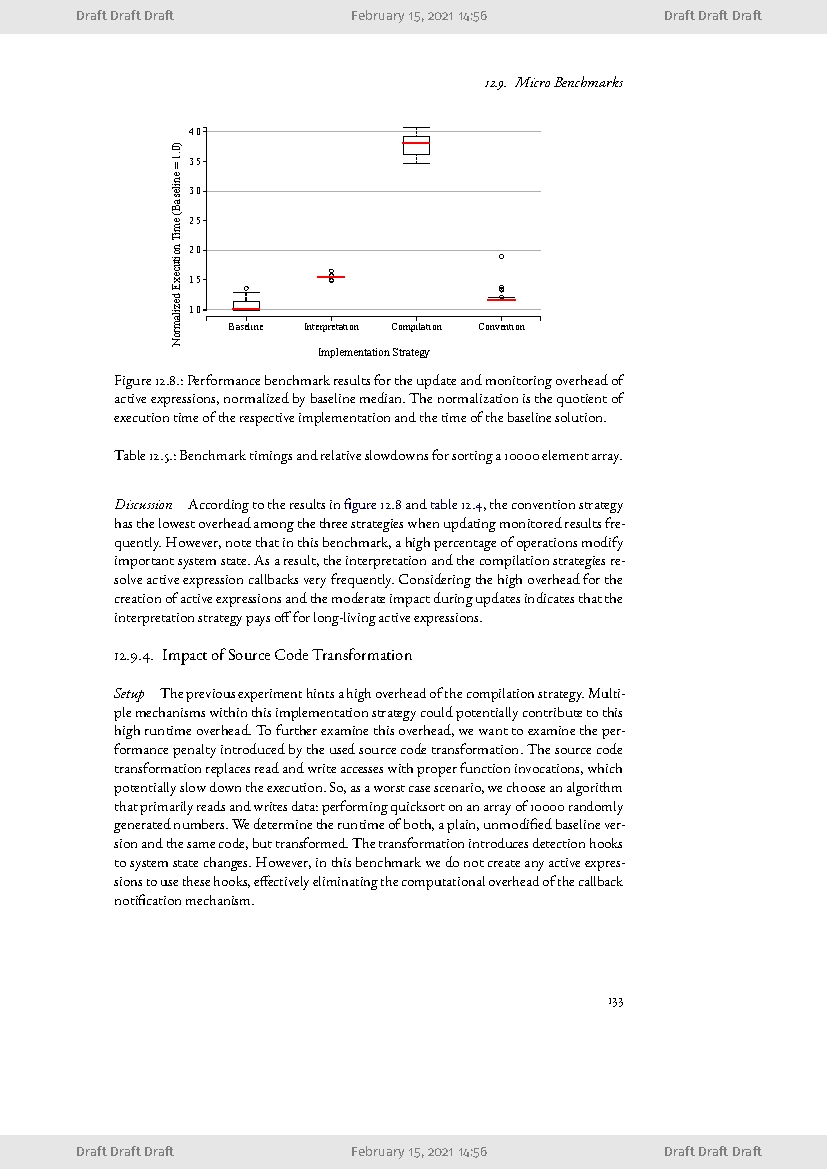 Draft Draft Draft February 15, 2021 14:56 Draft Draft Draft
12.9. Micro Benchmarks
4.0
3.5
3.0
2.5
2.0
1.5
1.0
Normalized Execution Time (Baseline = 1.0)
Baseline Interpretation Compilation Convention
Implementation Strategy
Figure 12.8.: Performance benchmark results for the update and monitoring overhead of
active expressions, normalized by baseline median. The normalization is the quotient of
execution time of the respective implementation and the time of the baseline solution.
Table 12.5.: Benchmark timings and relative slowdowns for sorting a 10000 element array.
Discussion According to the results in figure 12.8 and table 12.4, the convention strategy
has the lowest overhead among the three strategies when updating monitored results fre-
quently. However, note that in this benchmark, a high percentage of operations modify
important system state. As a result, the interpretation and the compilation strategies re-
solve active expression callbacks very frequently. Considering the high overhead for the
creation of active expressions and the moderate impact during updates indicates that the
interpretation strategy pays off for long-living active expressions.
12.9.4. Impact of Source Code Transformation
Setup The previous experiment hints a high overhead of the compilation strategy. Multi-
ple mechanisms within this implementation strategy could potentially contribute to this
high runtime overhead. To further examine this overhead, we want to examine the per-
formance penalty introduced by the used source code transformation. The source code
transformation replaces read and write accesses with proper function invocations, which
potentially slow down the execution. So, as a worst case scenario, we choose an algorithm
that primarily reads and writes data: performing quicksort on an array of 10000 randomly
generated numbers. We determine the runtime of both, a plain, unmodified baseline ver-
sion and the same code, but transformed. The transformation introduces detection hooks
to system state changes. However, in this benchmark we do not create any active expres-
sions to use these hooks, effectively eliminating the computational overhead of the callback
notification mechanism.
133
Draft Draft Draft February 15, 2021 14:56 Draft Draft Draft